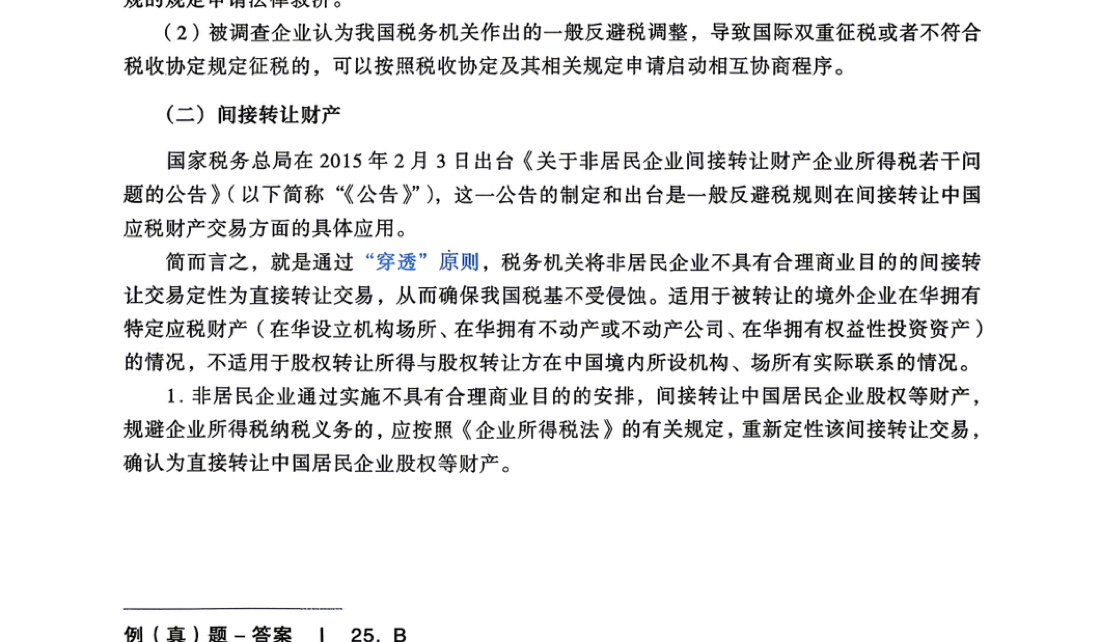 规的规定申请法律救济。
（2）被调查企业认为我国税务机关作出的一般反避税调整，导致国际双重征税或者不符合
税收协定规定征税的，可以按照税收协定及其相关规定申请启动相互协商程序。
（二）间接转让财产
国家税务总局在 2015 年 2 月 3 日出台《关于非居民企业间接转让财产企业所得税若干问
题的公告》（以下简称“《公告》”），这一公告的制定和出台是一般反避税规则在间接转让中国
应税财产交易方面的具体应用。
简而言之，就是通过“穿透”原则，税务机关将非居民企业不具有合理商业目的的间接转
让交易定性为直接转让交易，从而确保我国税基不受侵蚀。适用于被转让的境外企业在华拥有
特定应税财产（在华设立机构场所、在华拥有不动产或不动产公司、在华拥有权益性投资资产）
的情况，不适用于股权转让所得与股权转让方在中国境内所设机构、场所有实际联系的情况。
1. 非居民企业通过实施不具有合理商业目的的安排，间接转让中国居民企业股权等财产，
规避企业所得税纳税义务的，应按照《企业所得税法》的有关规定，重新定性该间接转让交易，
确认为直接转让中国居民企业股权等财产。
例（真）题－答案 | 25. B